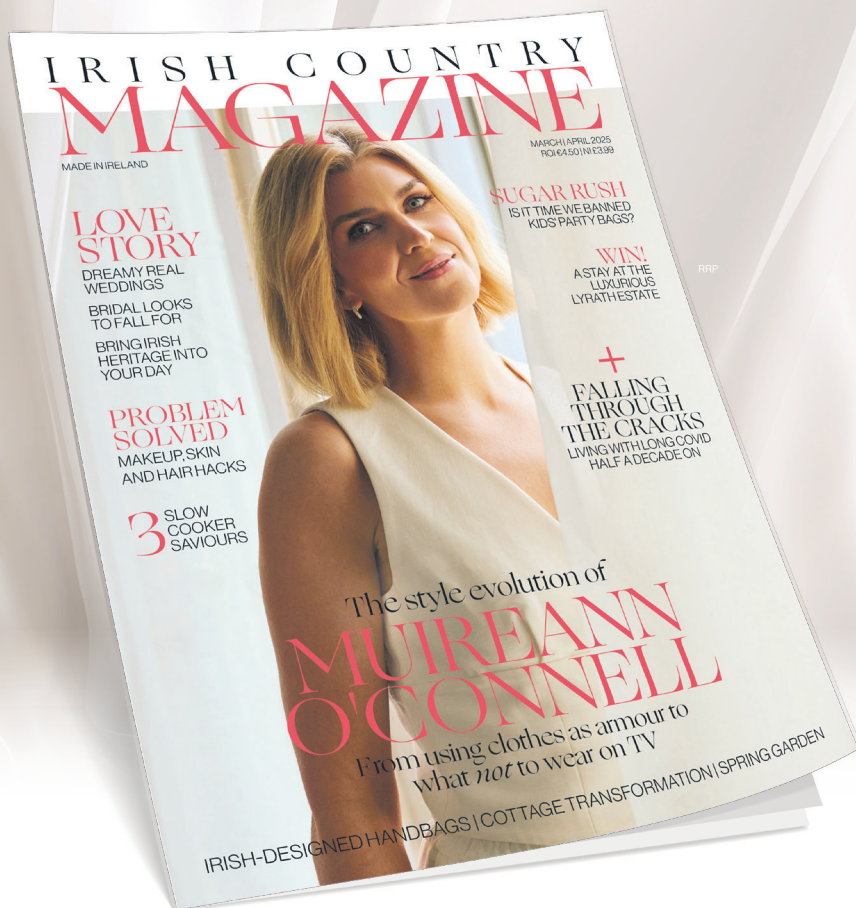 IRISH COUNTRY
MAGAZINE
MADE IN IRELAND
MARCH | APRIL 2025
ROI €4.50 | NI £3.99
LOVE
STORY
DREAMY REAL
WEDDINGS
BRIDAL LOOKS
TO FALL FOR
BRING IRISH
HERITAGE INTO
YOUR DAY
PROBLEM
SOLVED
MAKEUP, SKIN
AND HAIR HACKS
3 SLOW
COOKER
SAVIOURS
SUGAR RUSH
IS IT TIME WE BANNED
KIDS' PARTY BAGS?
WIN!
A STAY AT THE
LUXURIOUS
LYRATH ESTATE
+
FALLING
THROUGH
THE CRACKS
LIVING WITH LONG COVID
HALF A DECADE ON
RRP
The style evolution of
MUIREANN
O'CONNELL
From using clothes as armour to
what not to wear on TV
IRISH-DESIGNED HANDBAGS | COTTAGE TRANSFORMATION | SPRING GARDEN